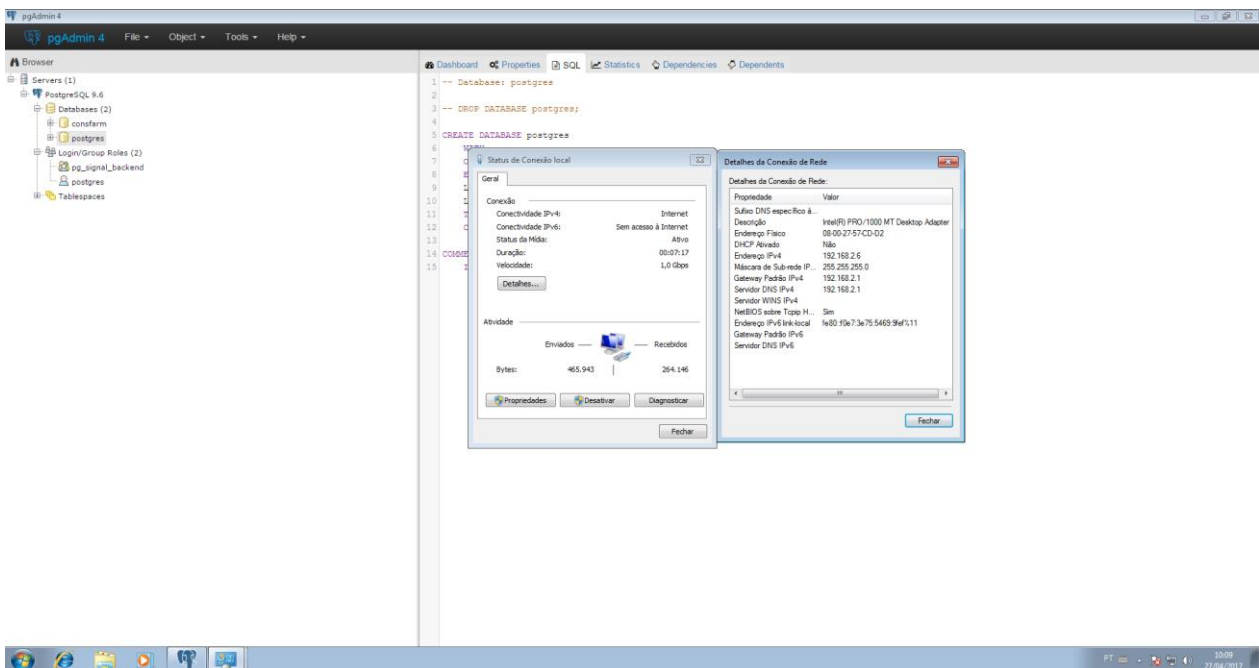 pgAdmin 4
pgAdmin 4 File Object Tools Help
Browser
Servers (1)
PostgreSQL 9.6
Databases (2)
consfarm
postgres
Login/Group Roles (2)
pg_signal_backend
postgres
Tablespaces
Dashboard Properties SQL Statistics Dependencies Dependents
1 -- Database: postgres
2
3 -- DROP DATABASE postgres;
4
5 CREATE DATABASE postgres
6
7
8
9
10
11
12
13
14 COMME
15
Status de Conexão local
Geral
Conexão
Conectividade IPv4: Internet
Conectividade IPv6: Sem acesso à Internet
Status da Mídia: Ativo
Duração: 00:07:17
Velocidade: 1,0 Gbps
Detalhes...
Atividade
Enviados Recebidos
Bytes: 465.943 264.146
Propriedades Desativar Diagnosticar
Fechar
Detalhes da Conexão de Rede
Detalhes da Conexão de Rede:
Propriedade Valor
Sufixo DNS específico à...
Descrição Intel(R) PRO/1000 MT Desktop Adapter
Endereço Físico 08-00-27-57-CD-D2
DHCP Ativado Não
Endereço IPv4 192.168.2.6
Máscara de Sub-rede IP... 255.255.255.0
Gateway Padrão IPv4 192.168.2.1
Servidor DNS IPv4 192.168.2.1
Servidor WINS IPv4
NetBIOS sobre Tcpip H... Sim
Endereço IPv6 link-local fe80::f0e7:3e75:5469:9fef%11
Gateway Padrão IPv6
Servidor DNS IPv6
Fechar
PT 10:09
27/04/2017